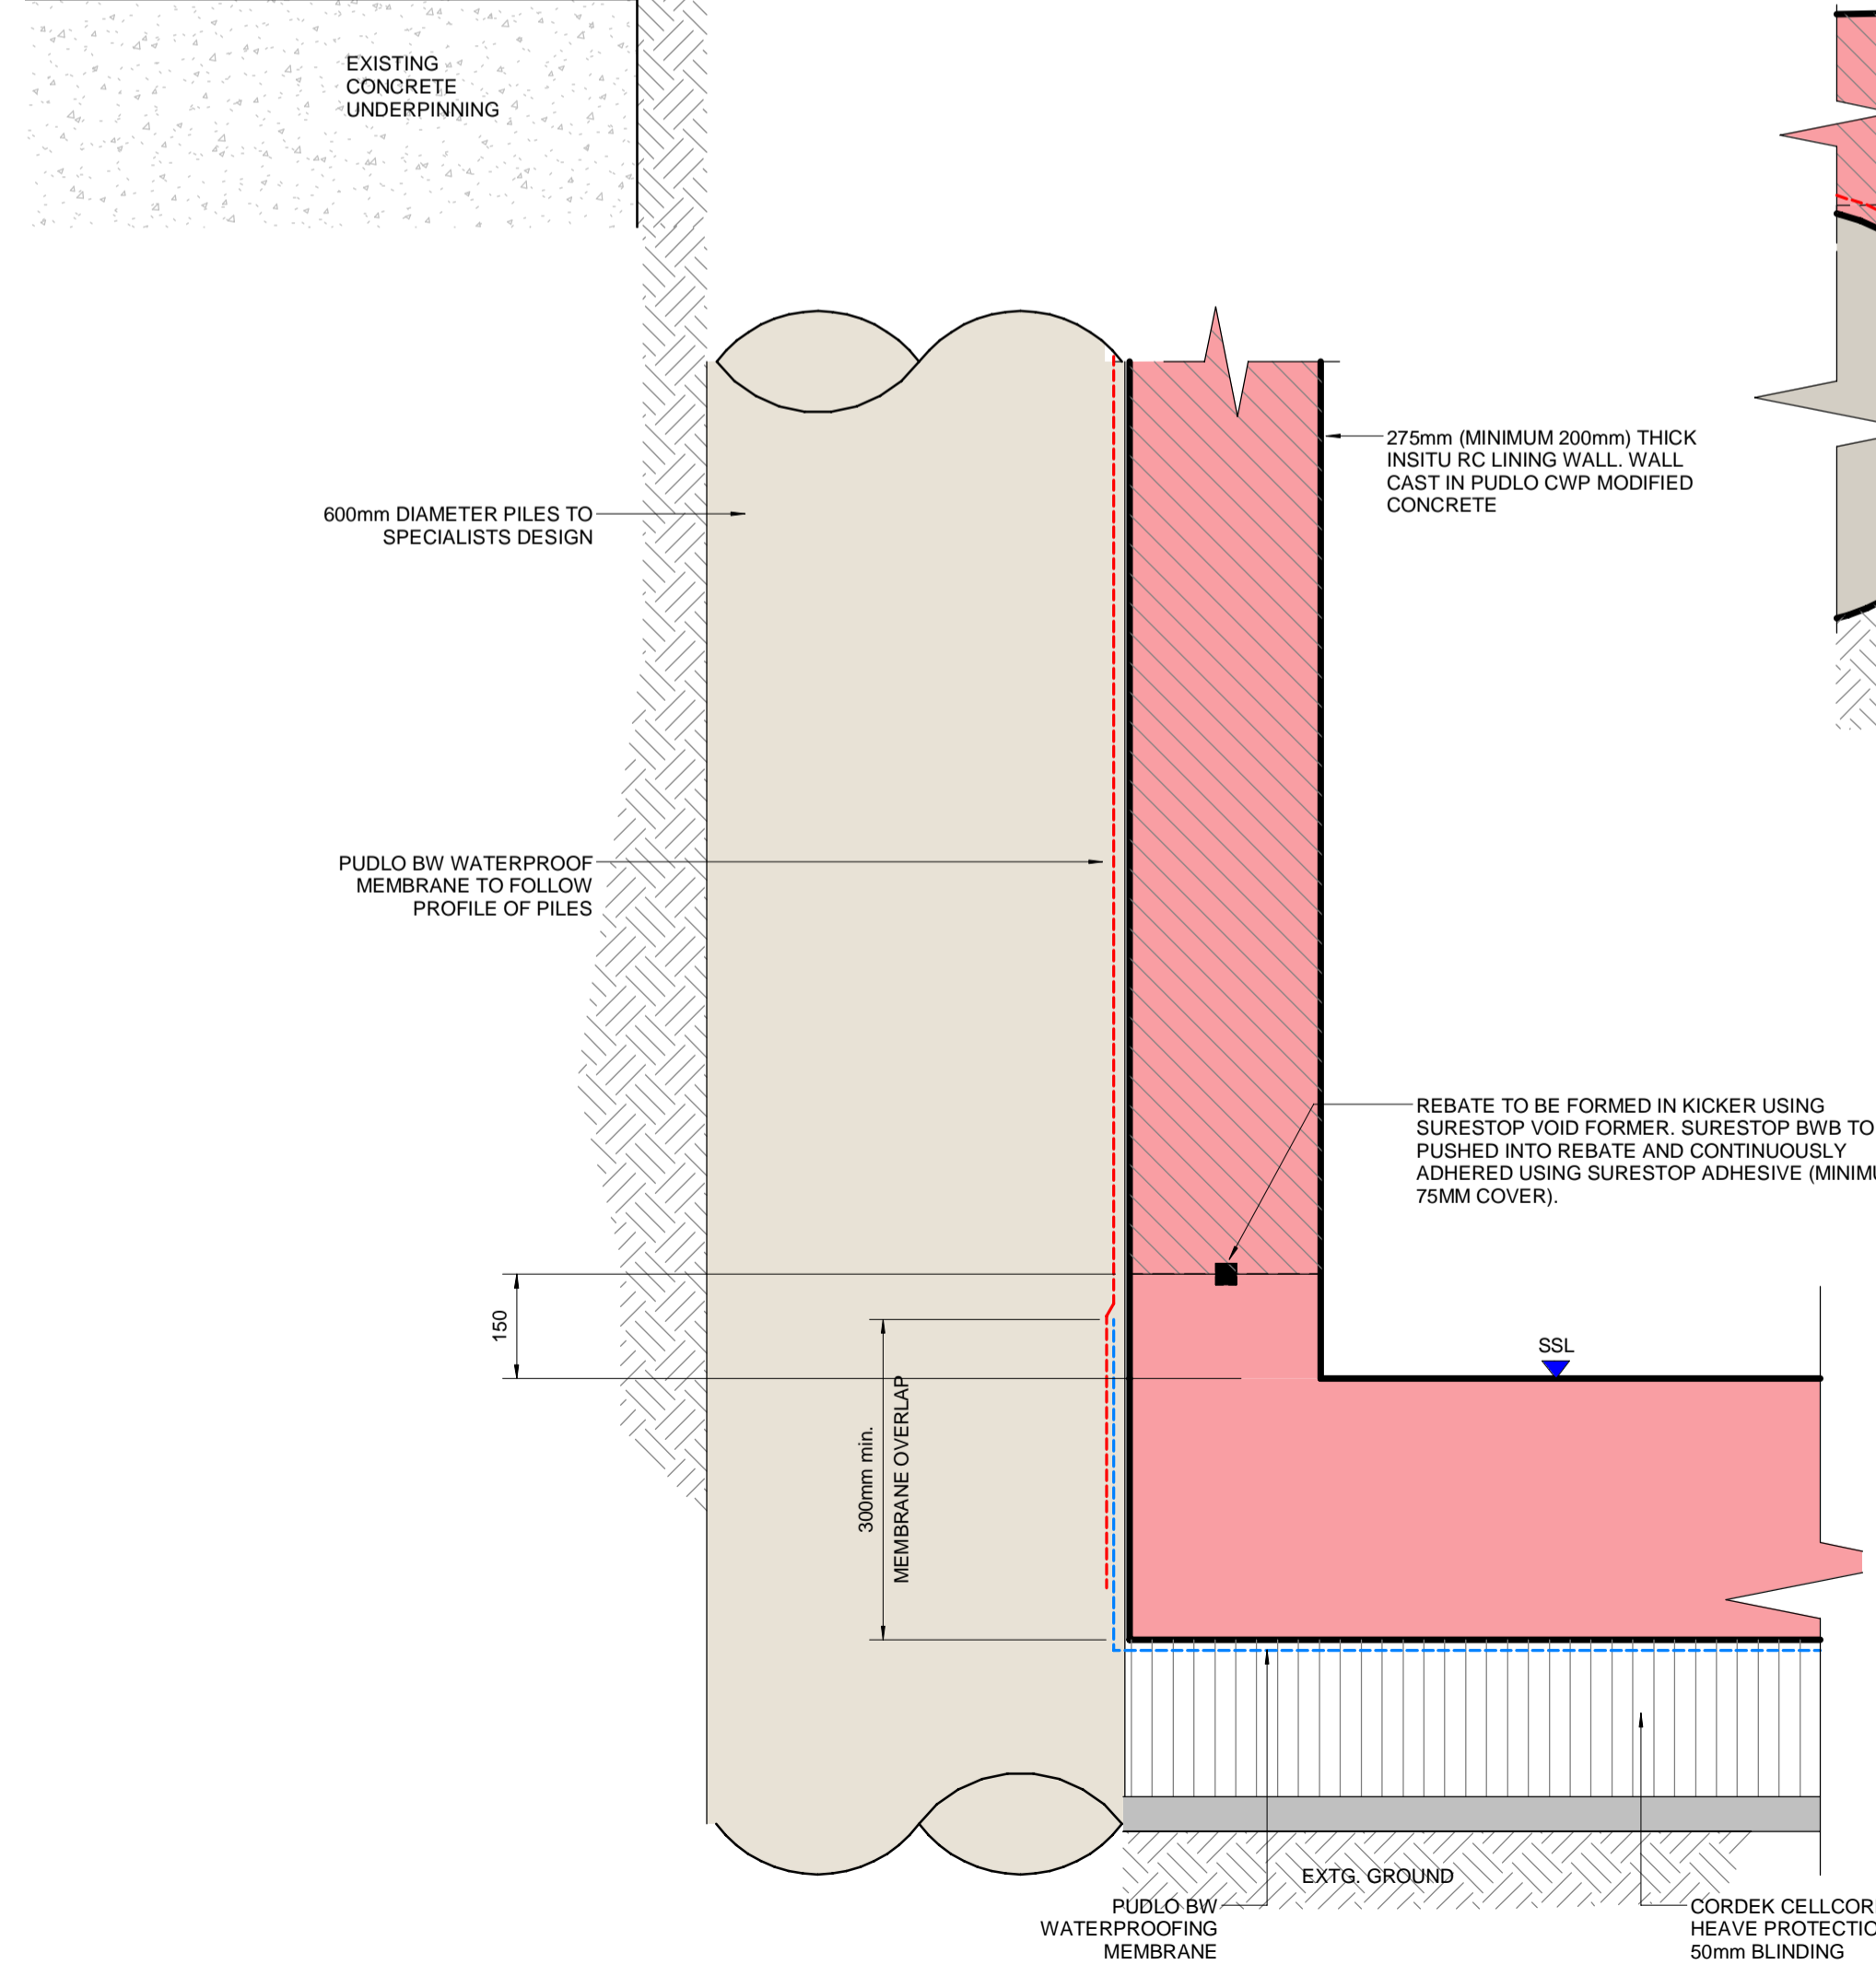 EXISTING
CONCRETE
UNDERPINNING
275mm (MINIMUM 200mm) THICK
INSITU RC LINING WALL. WALL
CAST IN PUDLO CWP MODIFIED
CONCRETE
600mm DIAMETER PILES TO
SPECIALISTS DESIGN
PUDLO BW WATERPROOF
MEMBRANE TO FOLLOW
PROFILE OF PILES
REBATE TO BE FORMED IN KICKER USING
SURESTOP VOID FORMER. SURESTOP BWB TO
PUSHED INTO REBATE AND CONTINUOUSLY
ADHERED USING SURESTOP ADHESIVE
75MM COVER).
150
SSL
300mm min.
MEMBRANE OVERLAP
EXTG. GROUND
PUDLO BW
WATERPROOFING
MEMBRANE
CORDEK
HEAVE
50mm BLINDING